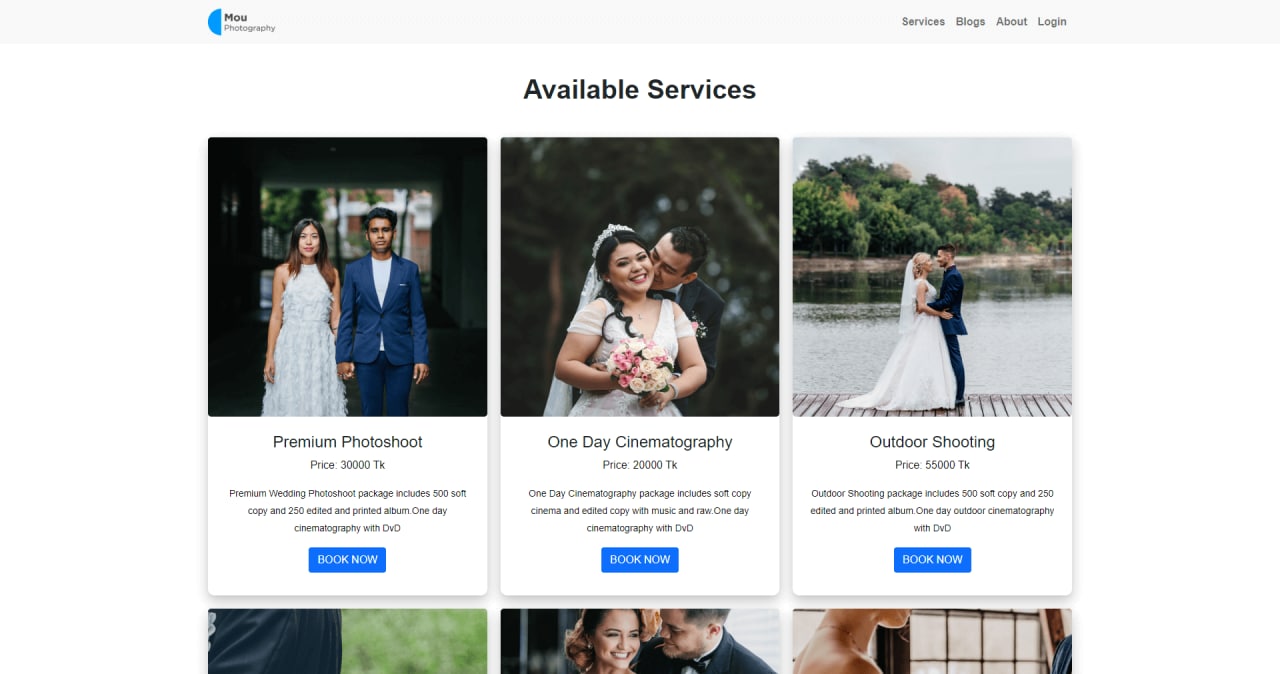 Mou
Photography
Services
Blogs
About
Login
Available Services
Premium Photoshoot
Price: 30000 Tk
Premium Wedding Photoshoot package includes 500 soft
copy and 250 edited and printed album.One day
cinematography with DvD
BOOK NOW
One Day Cinematography
Price: 20000 Tk
One Day Cinematography package includes soft copy
cinema and edited copy with music and raw.One day
cinematography with DvD
BOOK NOW
Outdoor Shooting
Price: 55000 Tk
Outdoor Shooting package includes 500 soft copy and 250
edited and printed album.One day outdoor cinematography
with DvD
BOOK NOW